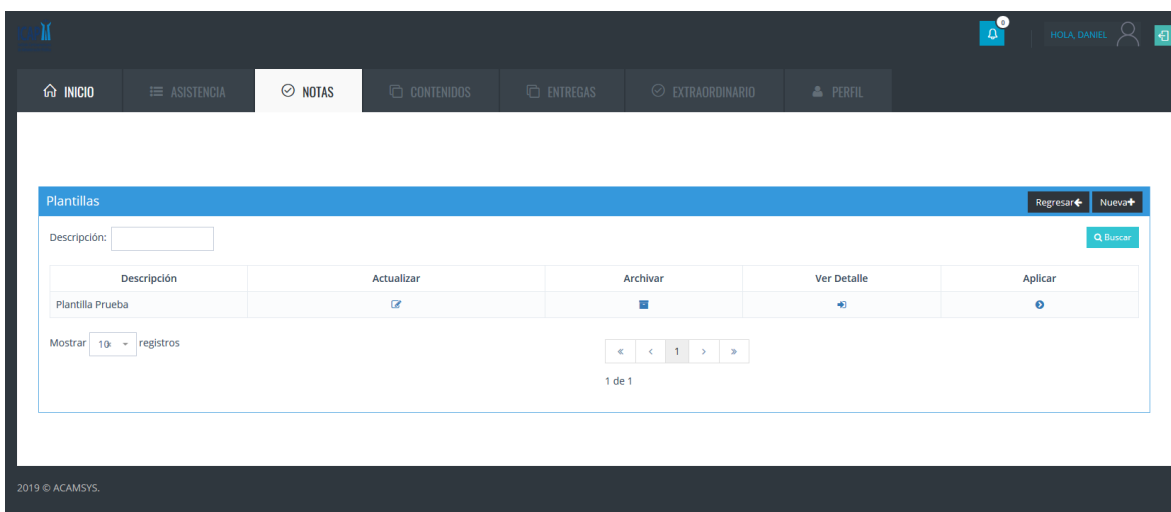 0
HOLA, DANIEL
INICIO ASISTENCIA NOTAS CONTENIDOS ENTREGAS EXTRAORDINARIO PERFIL
Plantillas Regresar Nueva
Descripción: Buscar
Descripción Actualizar Archivar Ver Detalle Aplicar
Plantilla Prueba
Mostrar 10 registros
« < 1 > »
1 de 1
2019 © ACAMSYS.